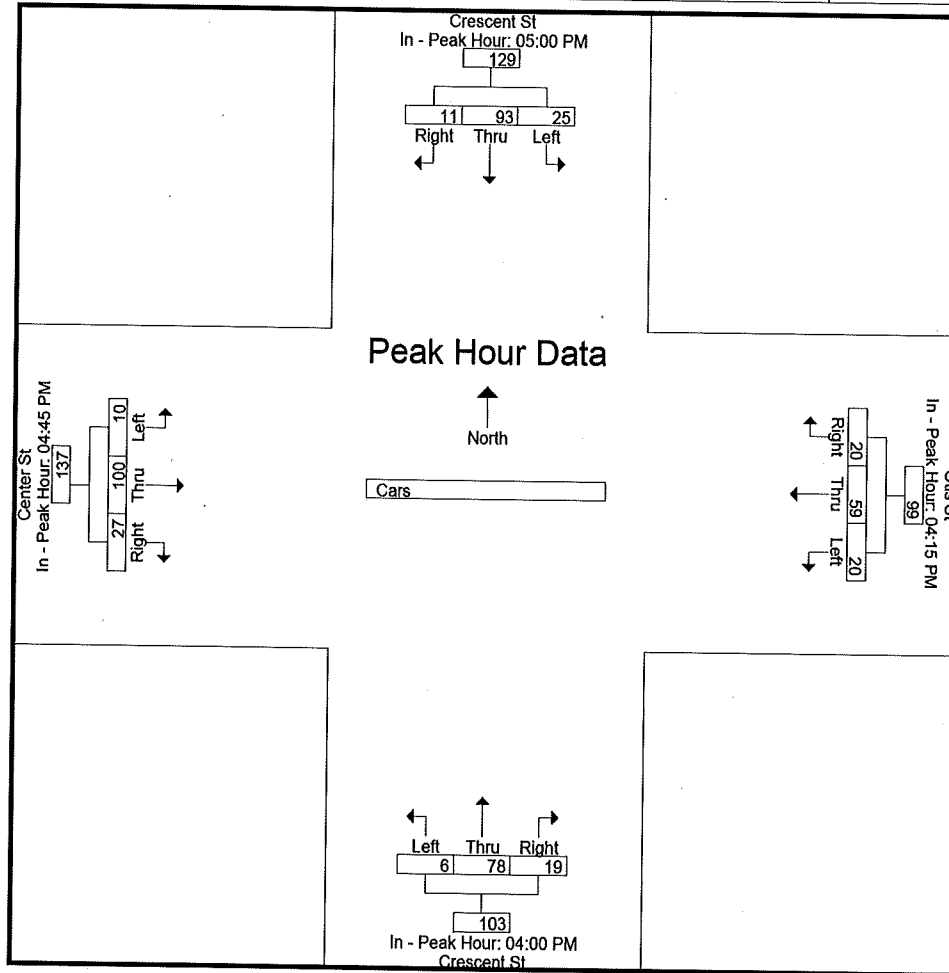 Crescent St
In - Peak Hour: 05:00 PM
129
11 93 25
Right Thru Left
Peak Hour Data
North
Cars
Center St
In - Peak Hour: 04:45 PM
137
10 100 27
Left Thru Right
In - Peak Hour: 04:15 PM
99
20 59 20
Right Thru Left
Left Thru Right
6 78 19
103
In - Peak Hour: 04:00 PM
Crescent St